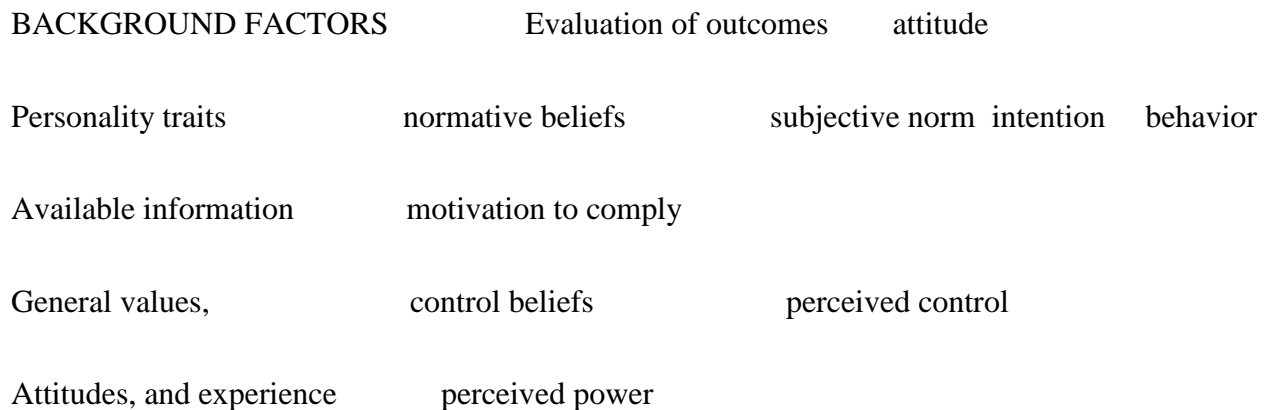 BACKGROUND FACTORS Evaluation of outcomes attitude
Personality traits normative beliefs subjective norm intention behavior
Available information motivation to comply
General values, control beliefs perceived control
Attitudes, and experience perceived power